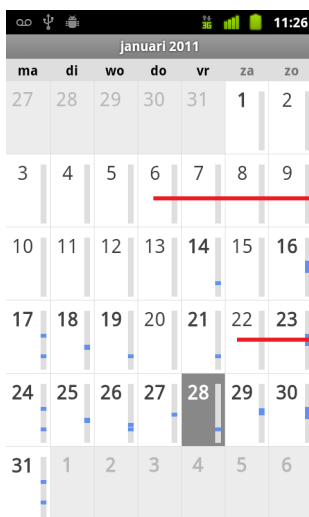 3G 11:26
januari 2011
ma di wo do vr za zo
27 28 29 30 31 1 2
3 4 5 6 7 8 9
10 11 12 13 14 15 16
17 18 19 20 21 22 23
24 25 26 27 28 29 30
31 1 2 3 4 5 6